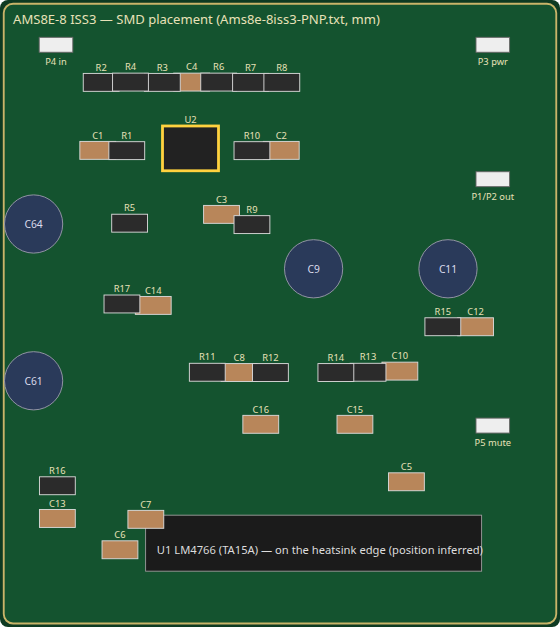 AMS8E-8 ISS3 — SMD placement (Ams8e-8iss3-PNP.txt, mm)
P4 in
P3 pwr
R2 R4 R3 C4 R6 R7 R8
U2
C1 R1 R10 C2
P1/P2 out
C3
R5 R9
C64
C9 C11
R17 C14
R15 C12
C61
R11 C8 R12 R14 R13 C10
C16 C15
P5 mute
R16 C5
C13 C7
C6
U1 LM4766 (TA15A) — on the heatsink edge (position inferred)